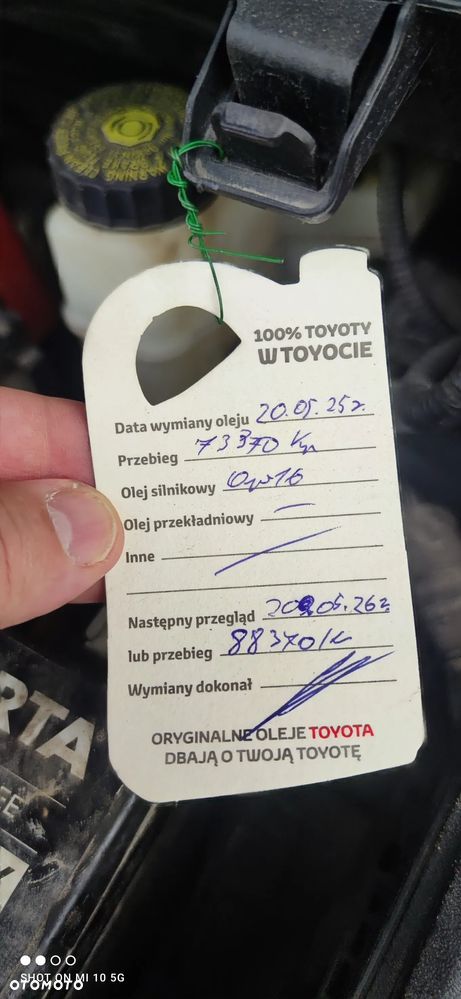 100% TOYOTY
W TOYOCIE
Data wymiany oleju 20.05.25r.
Przebieg 73370 Km
Olej silnikowy 0W16
Olej przekładniowy —
Inne —
Następny przegląd 20.05.26r.
lub przebieg 88370/K
Wymiany dokonał
ORYGINALNE OLEJE TOYOTA
DBAJĄ O TWOJĄ TOYOTĘ
RTA
SHOT ON MI 10 5G
OTOMOTO